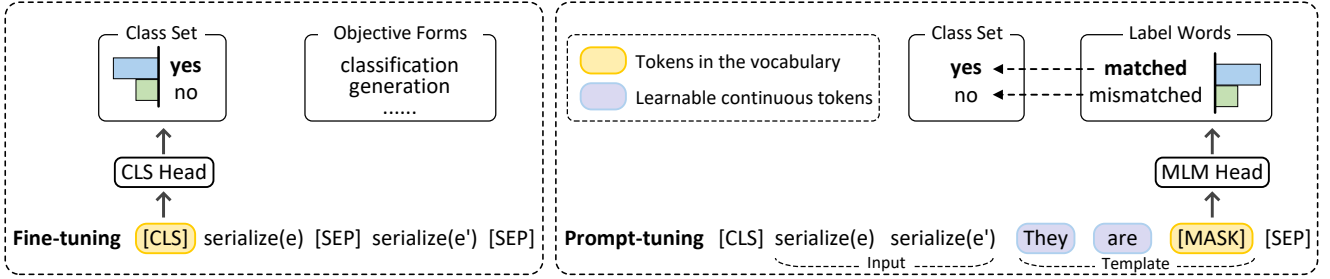 Class Set
yes
no
Objective Forms
classification
generation
......
CLS Head
Fine-tuning [CLS] serialize(e) [SEP] serialize(e') [SEP]
Tokens in the vocabulary
Learnable continuous tokens
Class Set
yes
no
Label Words
matched
mismatched
MLM Head
Prompt-tuning [CLS] serialize(e) serialize(e') They are [MASK] [SEP]
Input
Template